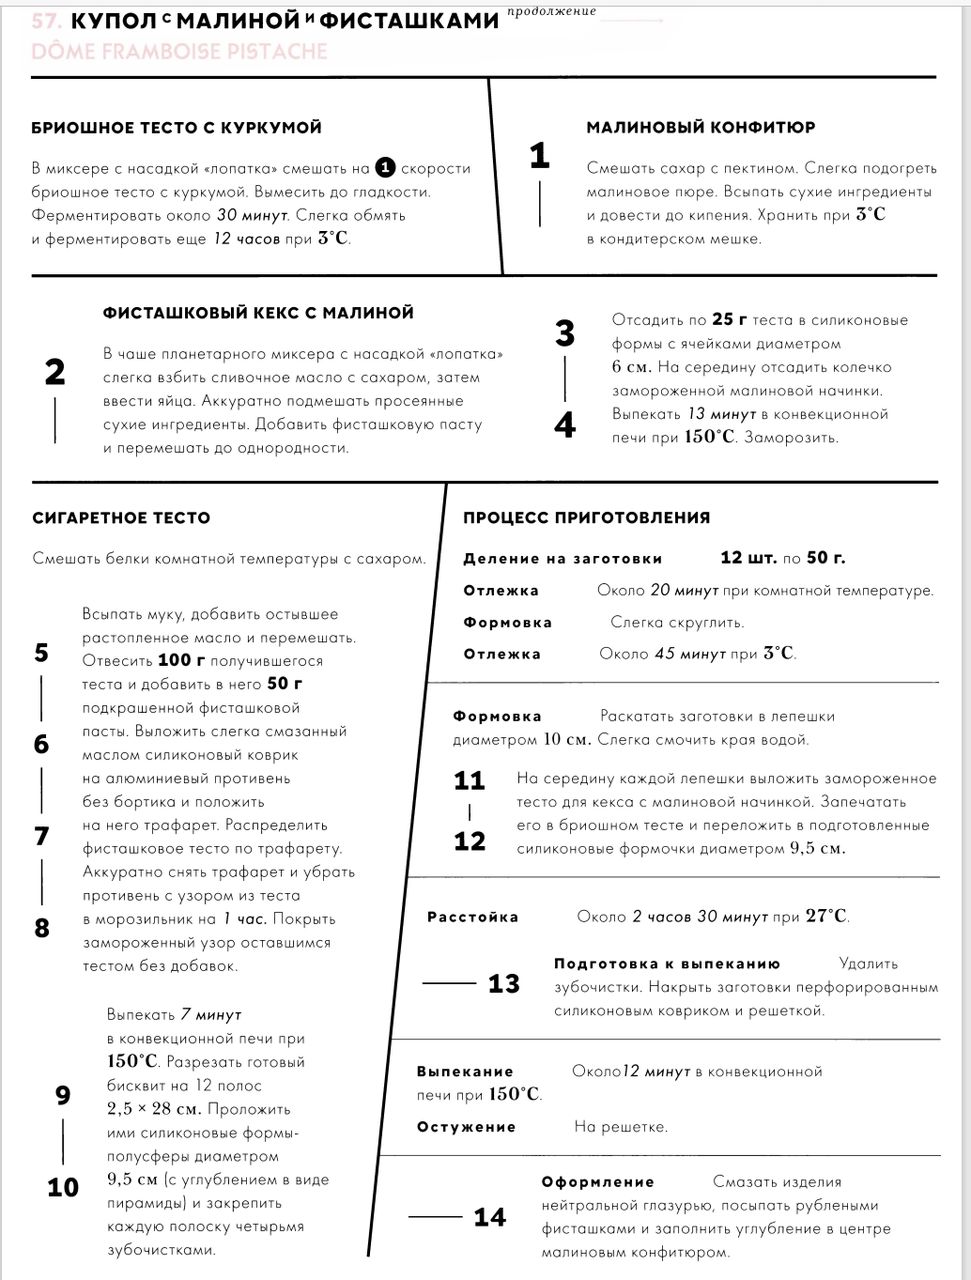 57. КУПОЛ С МАЛИНОЙ И ФИСТАШКАМИ продолжение
DÔME FRAMBOISE PISTACHE
БРИОШНОЕ ТЕСТО С КУРКУМОЙ
В миксере с насадкой «лопатка» смешать на 1 скорости
бриошное тесто с куркумой. Вымесить до гладкости.
Ферментировать около 30 минут. Слегка обмять
и ферментировать еще 12 часов при 3°C.
МАЛИНОВЫЙ КОНФИТЮР
1
Смешать сахар с пектином. Слегка подогреть
малиновое пюре. Всыпать сухие ингредиенты
и довести до кипения. Хранить при 3°C
в кондитерском мешке.
ФИСТАШКОВЫЙ КЕКС С МАЛИНОЙ
2
В чаше планетарного миксера с насадкой «лопатка»
слегка взбить сливочное масло с сахаром, затем
ввести яйца. Аккуратно подмешать просеянные
сухие ингредиенты. Добавить фисташковую пасту
и перемешать до однородности.
3
4
Отсадить по 25 г теста в силиконовые
формы с ячейками диаметром
6 см. На середину отсадить колечко
замороженной малиновой начинки.
Выпекать 13 минут в конвекционной
печи при 150°C. Заморозить.
СИГАРЕТНОЕ ТЕСТО
Смешать белки комнатной температуры с сахаром.
5
6
7
8
Всыпать муку, добавить остывшее
растопленное масло и перемешать.
Отвесить 100 г получившегося
теста и добавить в него 50 г
подкрашенной фисташковой
пасты. Выложить слегка смазанный
маслом силиконовый коврик
на алюминиевый противень
без бортика и положить
на него трафарет. Распределить
фисташковое тесто по трафарету.
Аккуратно снять трафарет и убрать
противень с узором из теста
в морозильник на 1 час. Покрыть
замороженный узор оставшимся
тестом без добавок.
9
10
Выпекать 7 минут
в конвекционной печи при
150°C. Разрезать готовый
бисквит на 12 полос
2,5 × 28 см. Проложить
ими силиконовые формы-
полусферы диаметром
9,5 см (с углублением в виде
пирамиды) и закрепить
каждую полоску четырьмя
зубочистками.
ПРОЦЕСС ПРИГОТОВЛЕНИЯ
Деление на заготовки 12 шт. по 50 г.
Отлежка Около 20 минут при комнатной температуре.
Формовка Слегка скруглить.
Отлежка Около 45 минут при 3°C.
Формовка Раскатать заготовки в лепешки
диаметром 10 см. Слегка смочить края водой.
11
12
На середину каждой лепешки выложить замороженное
тесто для кекса с малиновой начинкой. Запечатать
его в бриошном тесте и переложить в подготовленные
силиконовые формочки диаметром 9,5 см.
Расстойка Около 2 часов 30 минут при 27°C.
13
Подготовка к выпеканию Удалить
зубочистки. Накрыть заготовки перфорированным
силиконовым ковриком и решеткой.
Выпекание Около12 минут в конвекционной
печи при 150°C.
Остужение На решетке.
14
Оформление Смазать изделия
нейтральной глазурью, посыпать рублеными
фисташками и заполнить углубление в центре
малиновым конфитюром.